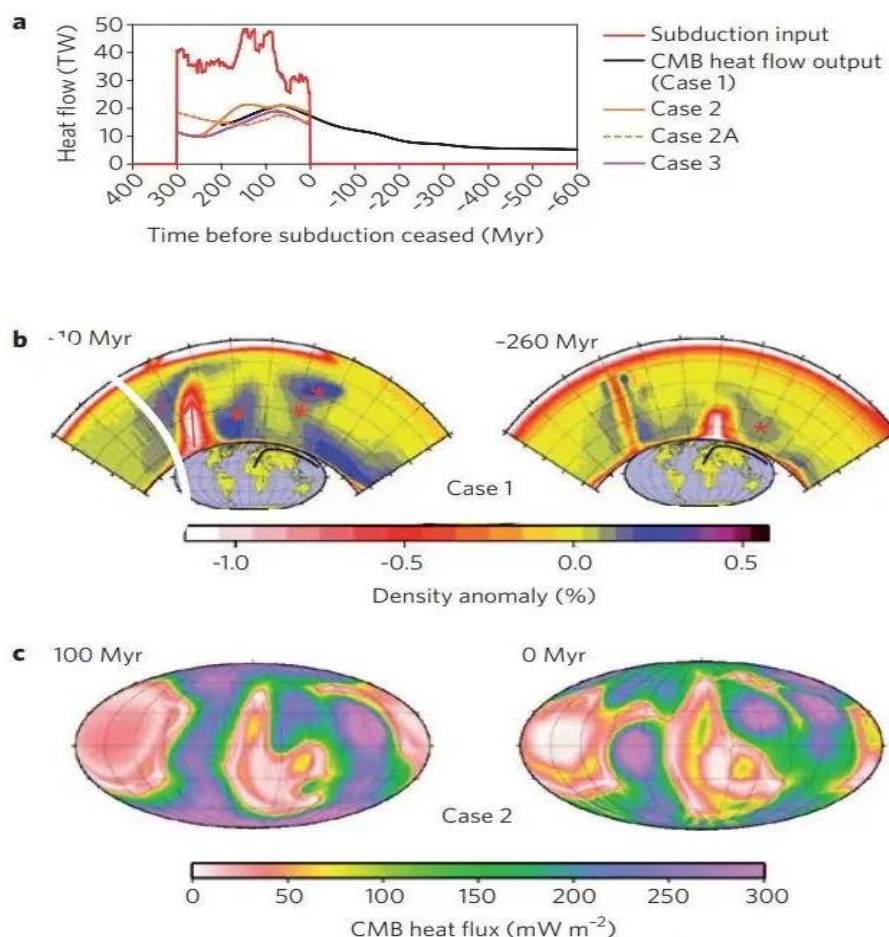 a
50
40
30
20
10
0
Heat flow (TW)
400
300
200
100
0
-100
-200
-300
-400
-500
-600
Time before subduction ceased (Myr)
Subduction input
CMB heat flow output
(Case 1)
Case 2
Case 2A
Case 3
b
-10 Myr
-260 Myr
Case 1
-1.0
-0.5
0.0
0.5
Density anomaly (%)
c
100 Myr
0 Myr
Case 2
0
50
100
150
200
250
300
CMB heat flux (mW m⁻²)